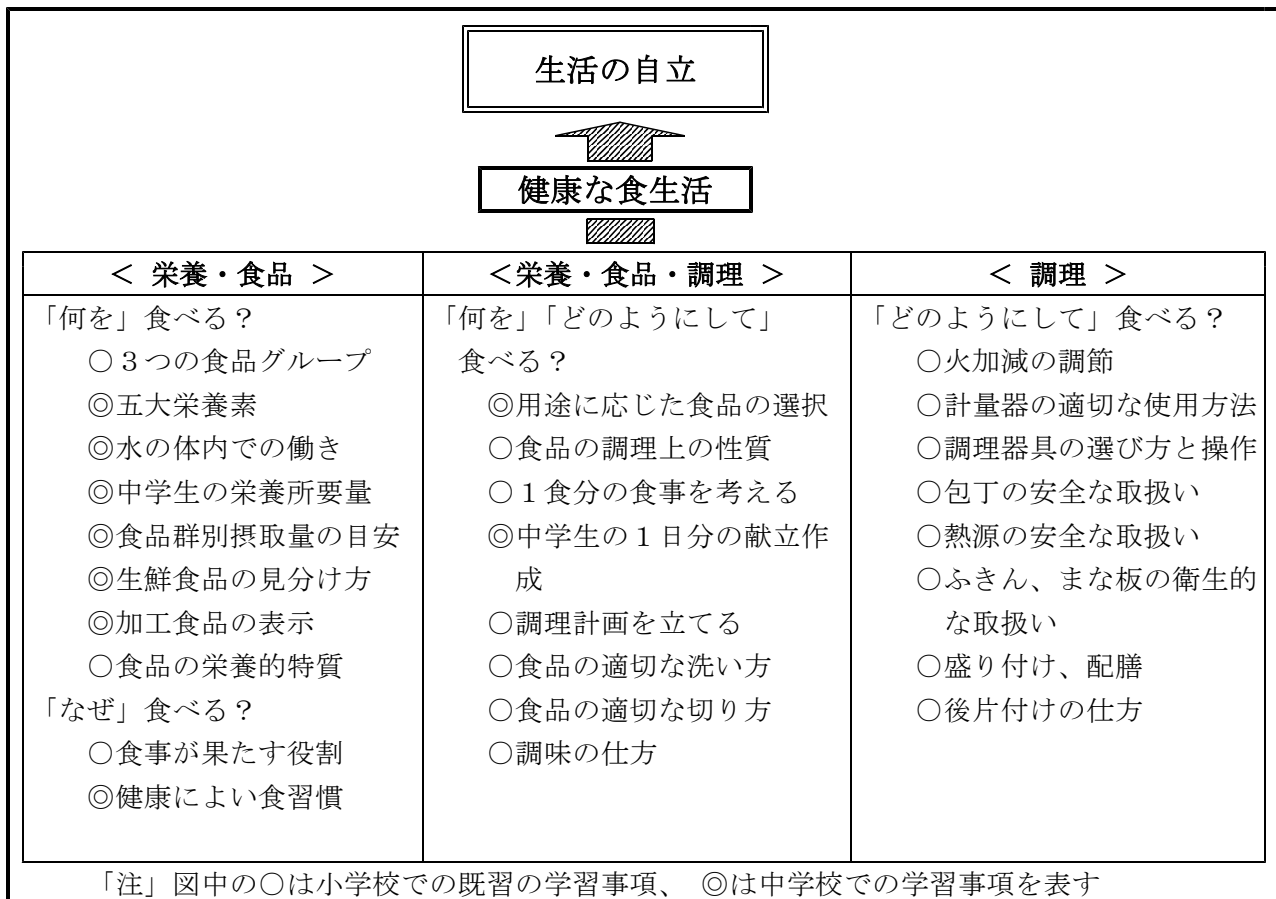 生活の自立
健康な食生活
＜ 栄養・食品 ＞
「何を」食べる？
○３つの食品グループ
◎五大栄養素
◎水の体内での働き
◎中学生の栄養所要量
◎食品群別摂取量の目安
◎生鮮食品の見分け方
◎加工食品の表示
○食品の栄養的特質
「なぜ」食べる？
○食事が果たす役割
◎健康によい食習慣
＜栄養・食品・調理 ＞
「何を」「どのようにして」
食べる？
◎用途に応じた食品の選択
○食品の調理上の性質
○１食分の食事を考える
◎中学生の１日分の献立作
成
○調理計画を立てる
○食品の適切な洗い方
○食品の適切な切り方
○調味の仕方
＜ 調理 ＞
「どのようにして」食べる？
○火加減の調節
○計量器の適切な使用方法
○調理器具の選び方と操作
○包丁の安全な取扱い
○熱源の安全な取扱い
○ふきん、まな板の衛生的
な取扱い
○盛り付け、配膳
○後片付けの仕方
「注」図中の○は小学校での既習の学習事項、 ◎は中学校での学習事項を表す